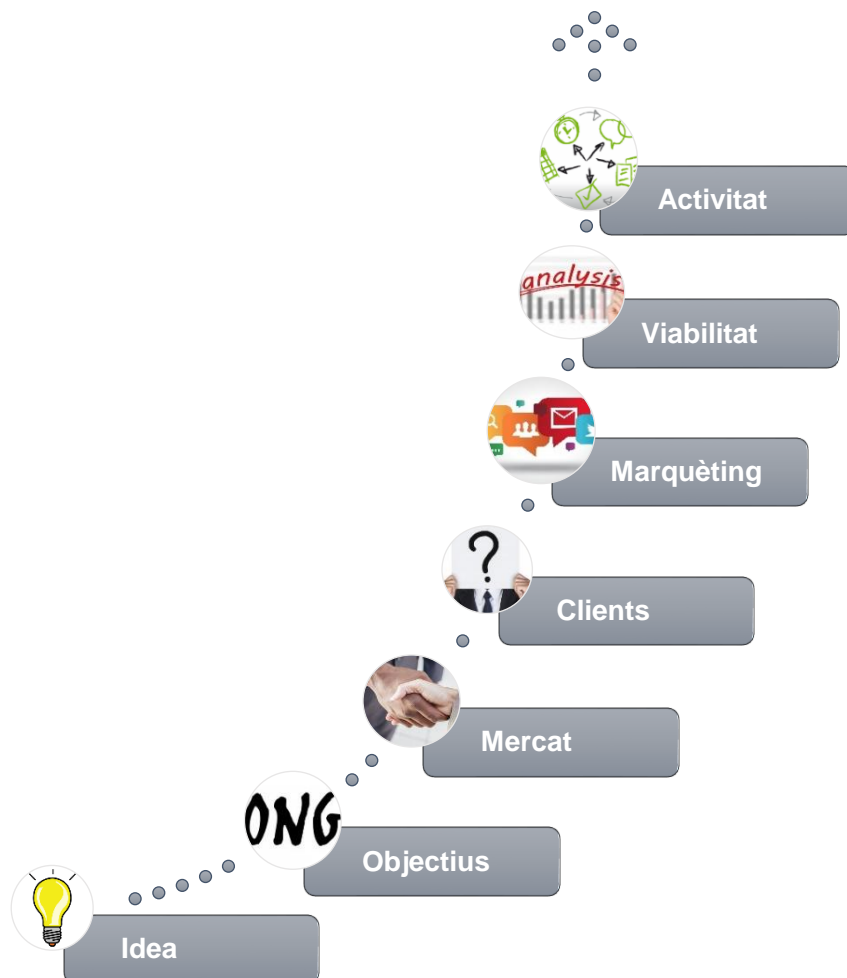 Activitat
analysis
Viabilitat
Marquèting
?
Clients
Mercat
ONG
Objectius
Idea